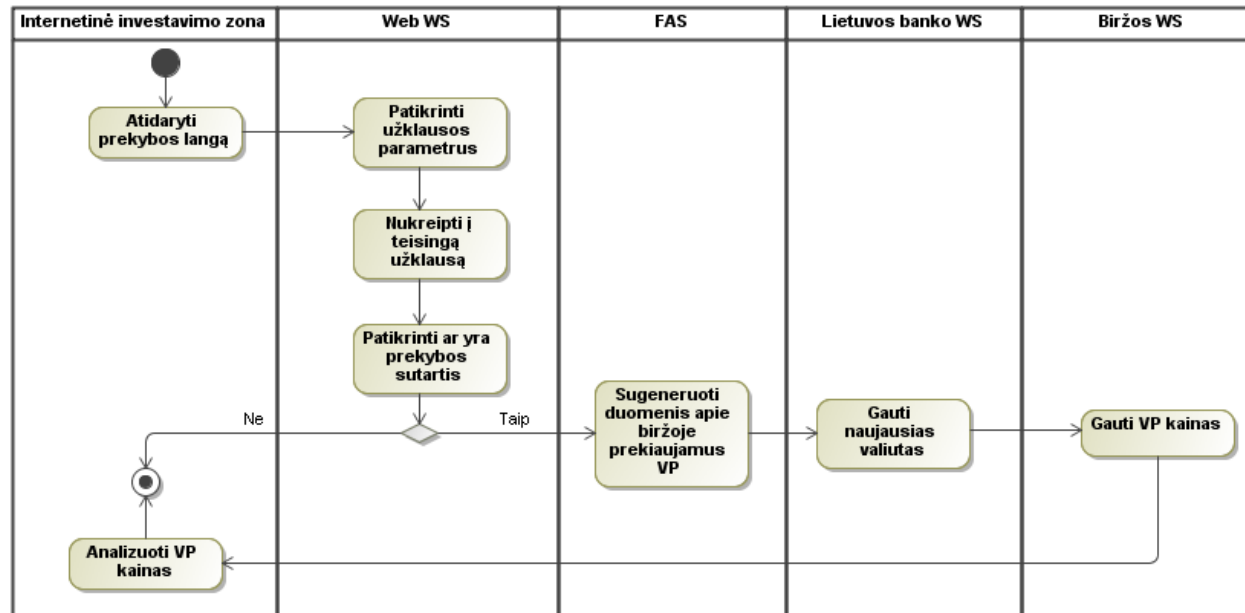 Internetinė investavimo zona
Web WS
FAS
Lietuvos banko WS
Biržos WS
Atidaryti
prekybos langą
Patikrinti
užklausos
parametrus
Nukreipti į
teisingą
užklausą
Patikrinti ar yra
prekybos
sutartis
Ne
Taip
Sugeneruoti
duomenis apie
biržoje
prekiaujamus
VP
Gauti
naujausias
valiutas
Gauti VP kainas
Analizuoti VP
kainas